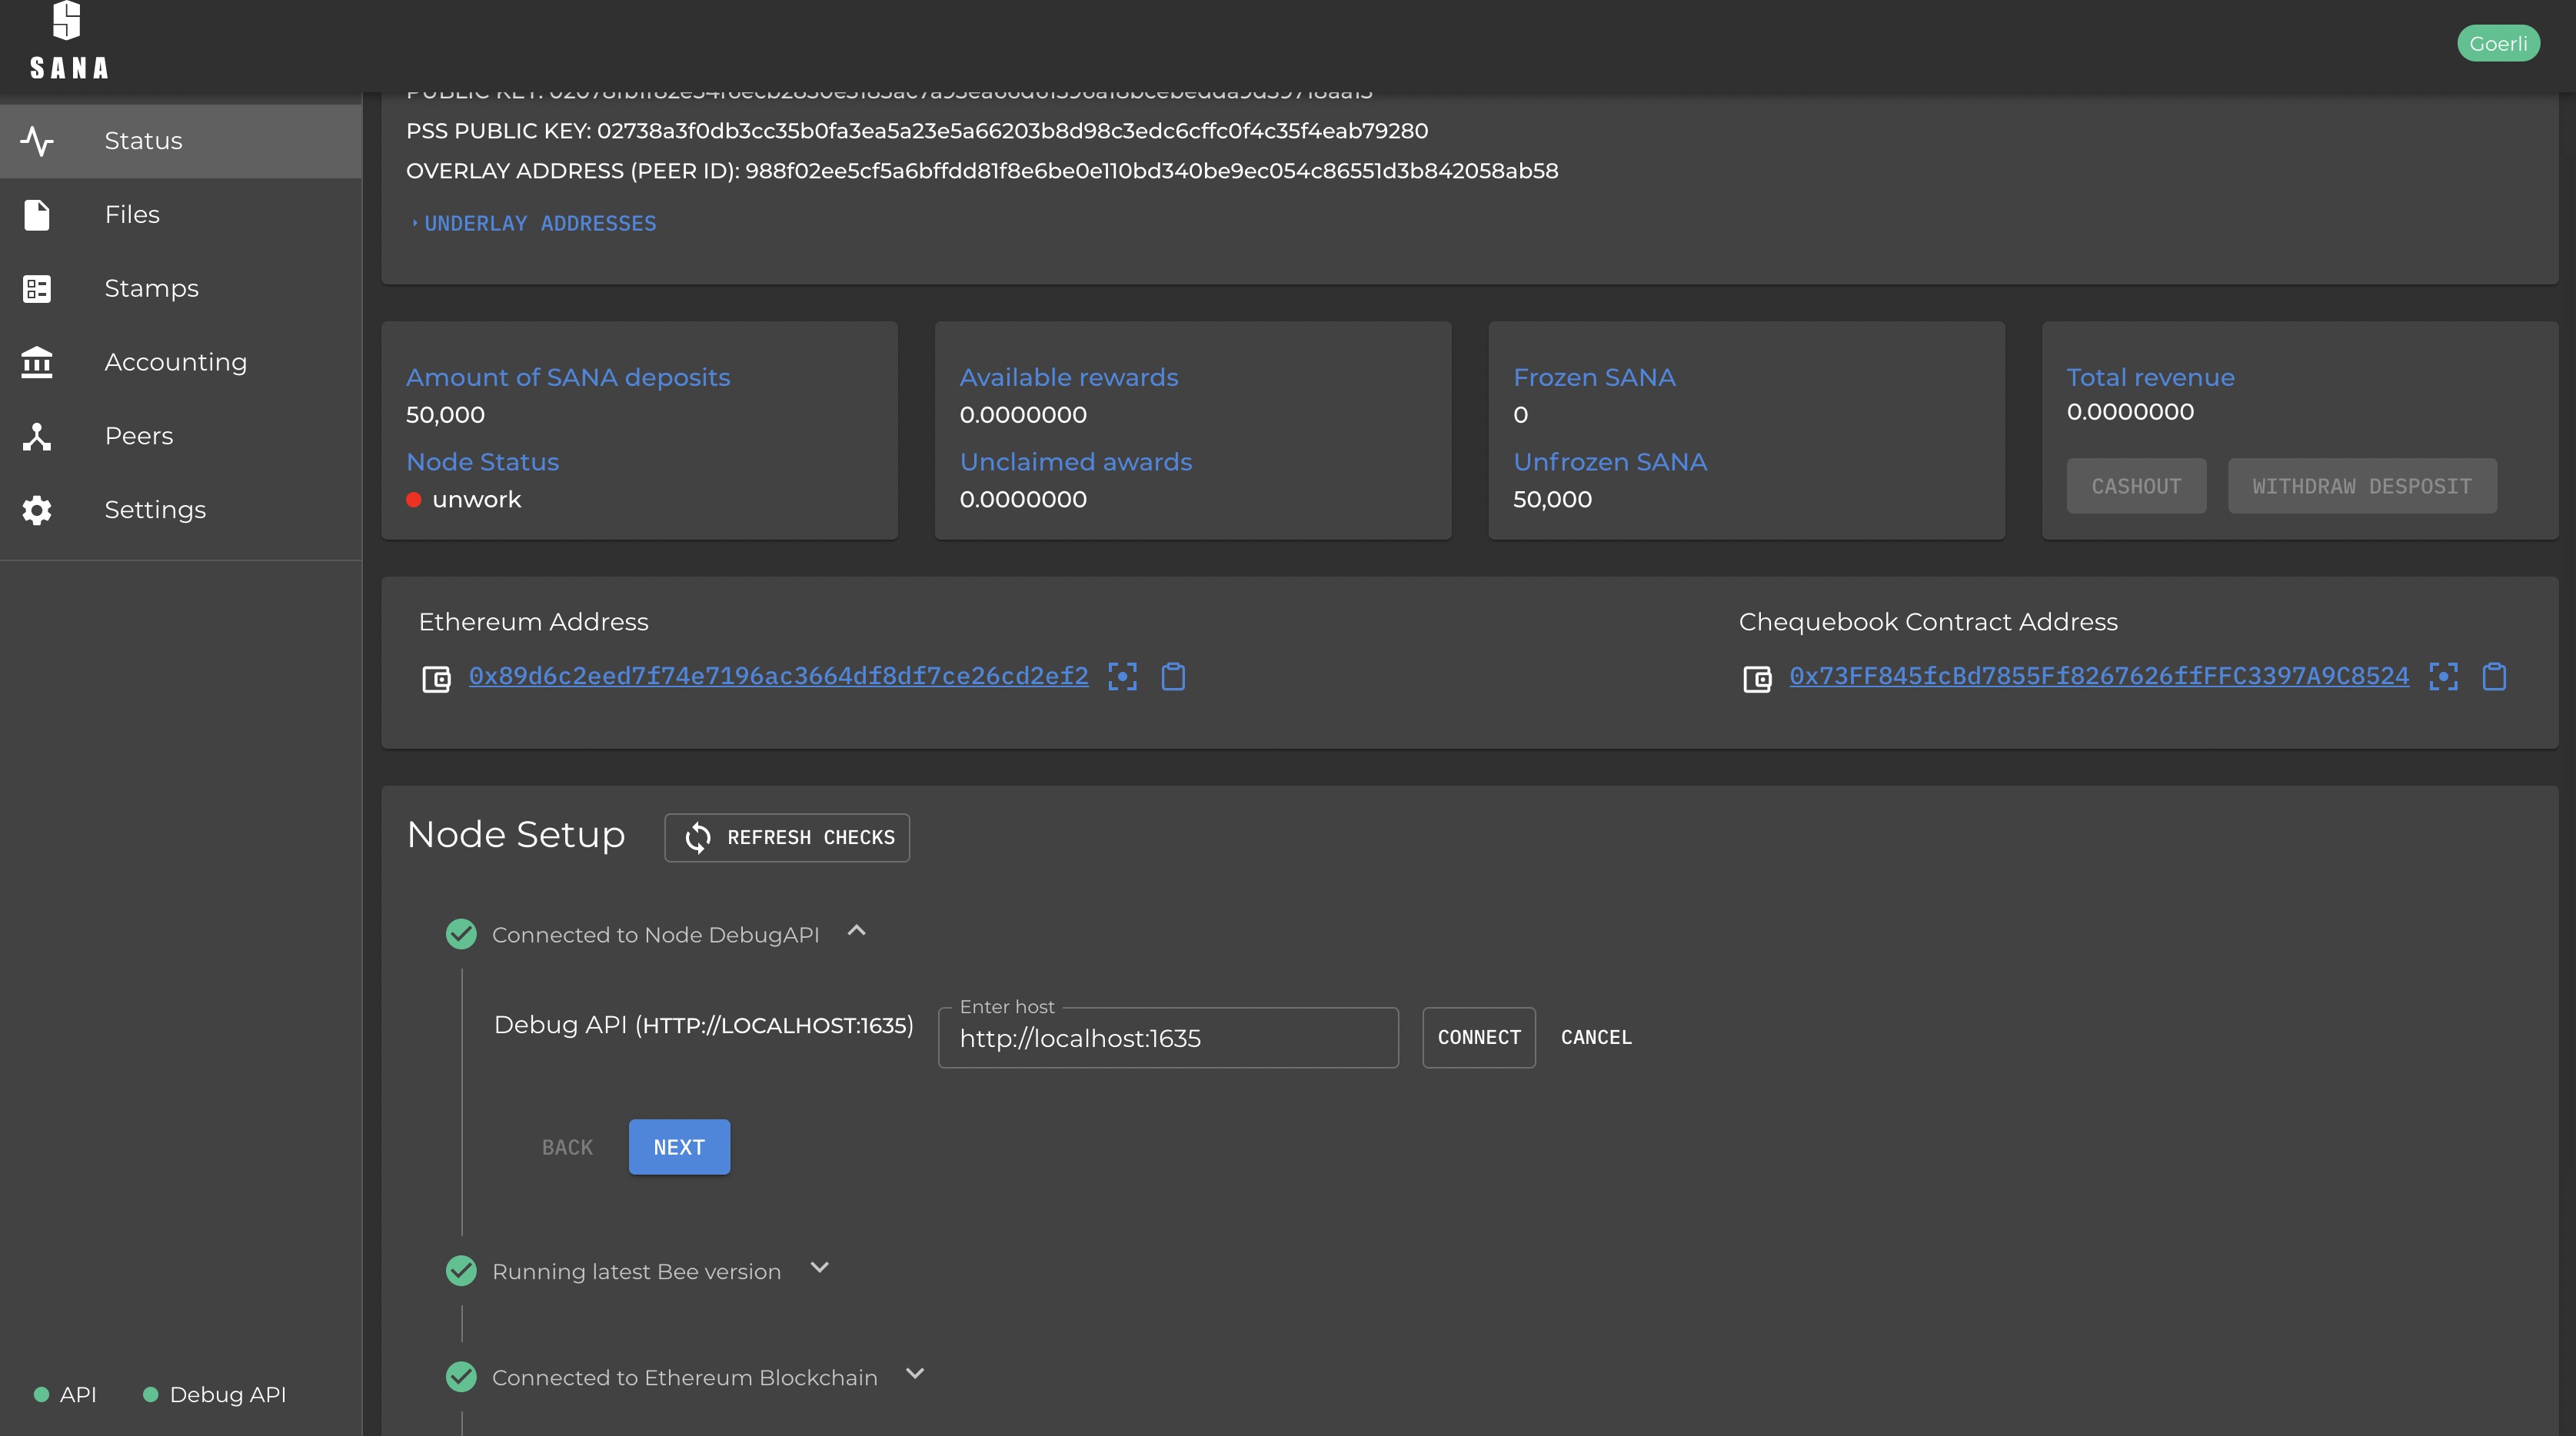 SANA
Goerli
Status
Files
Stamps
Accounting
Peers
Settings
API
Debug API
PSS PUBLIC KEY: 02738a3f0db3cc35b0fa3ea5a23e5a66203b8d98c3edc6cffc0f4c35f4eab79280
OVERLAY ADDRESS (PEER ID): 988f02ee5cf5a6bffdd81f8e6be0e110bd340be9ec054c86551d3b842058ab58
UNDERLAY ADDRESSES
Amount of SANA deposits
50,000
Node Status
unwork
Available rewards
0.0000000
Unclaimed awards
0.0000000
Frozen SANA
0
Unfrozen SANA
50,000
Total revenue
0.0000000
CASHOUT
WITHDRAW DESPOSIT
Ethereum Address
0x89d6c2eed7f74e7196ac3664df8df7ce26cd2ef2
Chequebook Contract Address
0x73FF845fcBd7855Ff8267626ffFFC3397A9C8524
Node Setup
REFRESH CHECKS
Connected to Node DebugAPI
Debug API (HTTP://LOCALHOST:1635)
Enter host
http://localhost:1635
CONNECT
CANCEL
BACK
NEXT
Running latest Bee version
Connected to Ethereum Blockchain